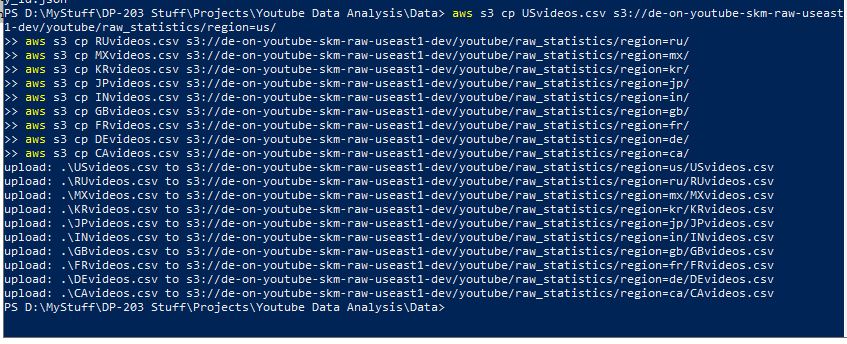 y_id.json
PS D:\MyStuff\DP-203 Stuff\Projects\Youtube Data Analysis\Data> aws s3 cp USvideos.csv s3://de-on-youtube-skm-raw-useast
1-dev/youtube/raw_statistics/region=us/
>> aws s3 cp RUvideos.csv s3://de-on-youtube-skm-raw-useast1-dev/youtube/raw_statistics/region=ru/
>> aws s3 cp MXvideos.csv s3://de-on-youtube-skm-raw-useast1-dev/youtube/raw_statistics/region=mx/
>> aws s3 cp KRvideos.csv s3://de-on-youtube-skm-raw-useast1-dev/youtube/raw_statistics/region=kr/
>> aws s3 cp JPvideos.csv s3://de-on-youtube-skm-raw-useast1-dev/youtube/raw_statistics/region=jp/
>> aws s3 cp INvideos.csv s3://de-on-youtube-skm-raw-useast1-dev/youtube/raw_statistics/region=in/
>> aws s3 cp GBvideos.csv s3://de-on-youtube-skm-raw-useast1-dev/youtube/raw_statistics/region=gb/
>> aws s3 cp FRvideos.csv s3://de-on-youtube-skm-raw-useast1-dev/youtube/raw_statistics/region=fr/
>> aws s3 cp DEvideos.csv s3://de-on-youtube-skm-raw-useast1-dev/youtube/raw_statistics/region=de/
>> aws s3 cp CAvideos.csv s3://de-on-youtube-skm-raw-useast1-dev/youtube/raw_statistics/region=ca/
upload: .\USvideos.csv to s3://de-on-youtube-skm-raw-useast1-dev/youtube/raw_statistics/region=us/USvideos.csv
upload: .\RUvideos.csv to s3://de-on-youtube-skm-raw-useast1-dev/youtube/raw_statistics/region=ru/RUvideos.csv
upload: .\MXvideos.csv to s3://de-on-youtube-skm-raw-useast1-dev/youtube/raw_statistics/region=mx/MXvideos.csv
upload: .\KRvideos.csv to s3://de-on-youtube-skm-raw-useast1-dev/youtube/raw_statistics/region=kr/KRvideos.csv
upload: .\JPvideos.csv to s3://de-on-youtube-skm-raw-useast1-dev/youtube/raw_statistics/region=jp/JPvideos.csv
upload: .\INvideos.csv to s3://de-on-youtube-skm-raw-useast1-dev/youtube/raw_statistics/region=in/INvideos.csv
upload: .\GBvideos.csv to s3://de-on-youtube-skm-raw-useast1-dev/youtube/raw_statistics/region=gb/GBvideos.csv
upload: .\FRvideos.csv to s3://de-on-youtube-skm-raw-useast1-dev/youtube/raw_statistics/region=fr/FRvideos.csv
upload: .\DEvideos.csv to s3://de-on-youtube-skm-raw-useast1-dev/youtube/raw_statistics/region=de/DEvideos.csv
upload: .\CAvideos.csv to s3://de-on-youtube-skm-raw-useast1-dev/youtube/raw_statistics/region=ca/CAvideos.csv
PS D:\MyStuff\DP-203 Stuff\Projects\Youtube Data Analysis\Data>